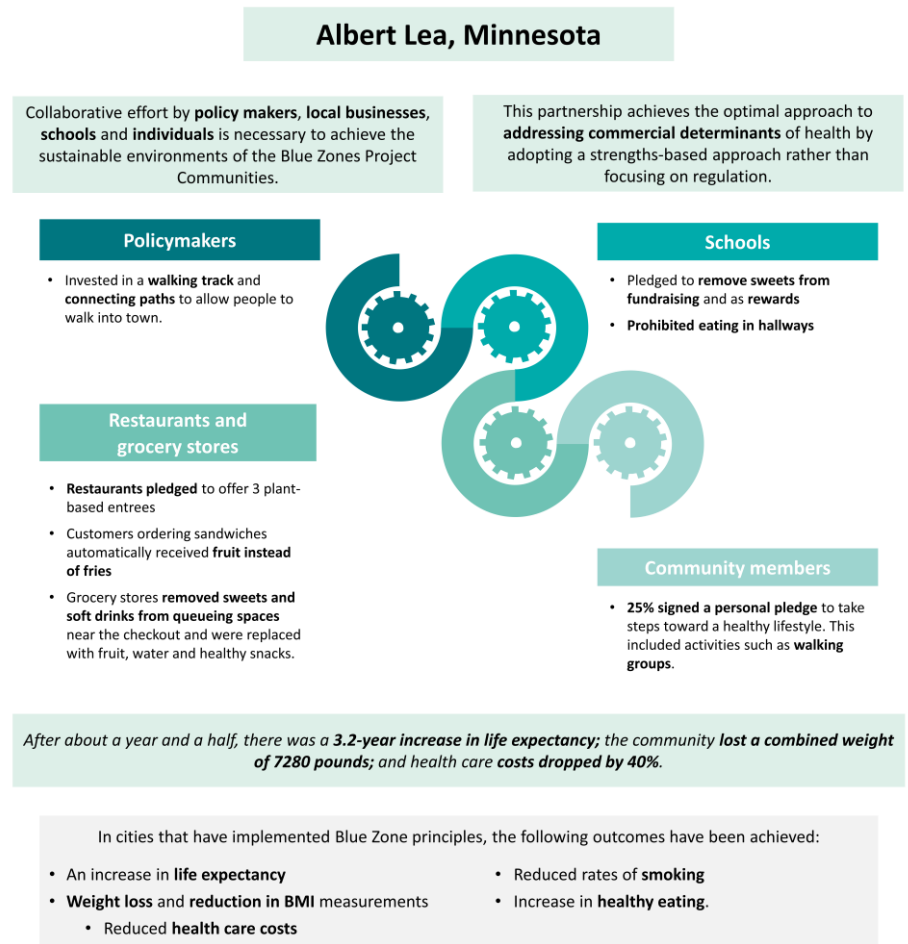 Albert Lea, Minnesota
Collaborative effort by policy makers, local businesses,
schools and individuals is necessary to achieve the
sustainable environments of the Blue Zones Project
Communities.
This partnership achieves the optimal approach to
addressing commercial determinants of health by
adopting a strengths-based approach rather than
focusing on regulation.
Policymakers
• Invested in a walking track and
connecting paths to allow people to
walk into town.
Schools
• Pledged to remove sweets from
fundraising and as rewards
• Prohibited eating in hallways
Restaurants and
grocery stores
• Restaurants pledged to offer 3 plant-
based entrees
• Customers ordering sandwiches
automatically received fruit instead
of fries
• Grocery stores removed sweets and
soft drinks from queueing spaces
near the checkout and were replaced
with fruit, water and healthy snacks.
Community members
• 25% signed a personal pledge to take
steps toward a healthy lifestyle. This
included activities such as walking
groups.
After about a year and a half, there was a 3.2-year increase in life expectancy; the community lost a combined weight
of 7280 pounds; and health care costs dropped by 40%.
In cities that have implemented Blue Zone principles, the following outcomes have been achieved:
• An increase in life expectancy
• Weight loss and reduction in BMI measurements
• Reduced health care costs
• Reduced rates of smoking
• Increase in healthy eating.